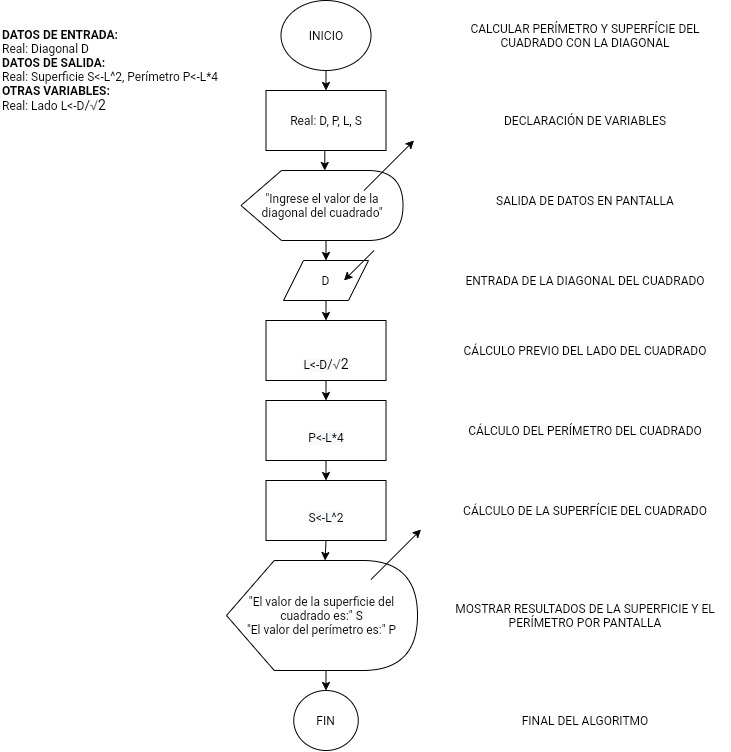 DATOS DE ENTRADA:
Real: Diagonal D
DATOS DE SALIDA:
Real: Superficie S<-L^2, Perímetro P<-L*4
OTRAS VARIABLES:
Real: Lado L<-D/√2
INICIO
CALCULAR PERÍMETRO Y SUPERFÍCIE DEL
CUADRADO CON LA DIAGONAL
Real: D, P, L, S
DECLARACIÓN DE VARIABLES
"Ingrese el valor de la
diagonal del cuadrado"
SALIDA DE DATOS EN PANTALLA
D
ENTRADA DE LA DIAGONAL DEL CUADRADO
L<-D/√2
CÁLCULO PREVIO DEL LADO DEL CUADRADO
P<-L*4
CÁLCULO DEL PERÍMETRO DEL CUADRADO
S<-L^2
CÁLCULO DE LA SUPERFÍCIE DEL CUADRADO
"El valor de la superficie del
cuadrado es:" S
"El valor del perímetro es:" P
MOSTRAR RESULTADOS DE LA SUPERFICIE Y EL
PERÍMETRO POR PANTALLA
FIN
FINAL DEL ALGORITMO